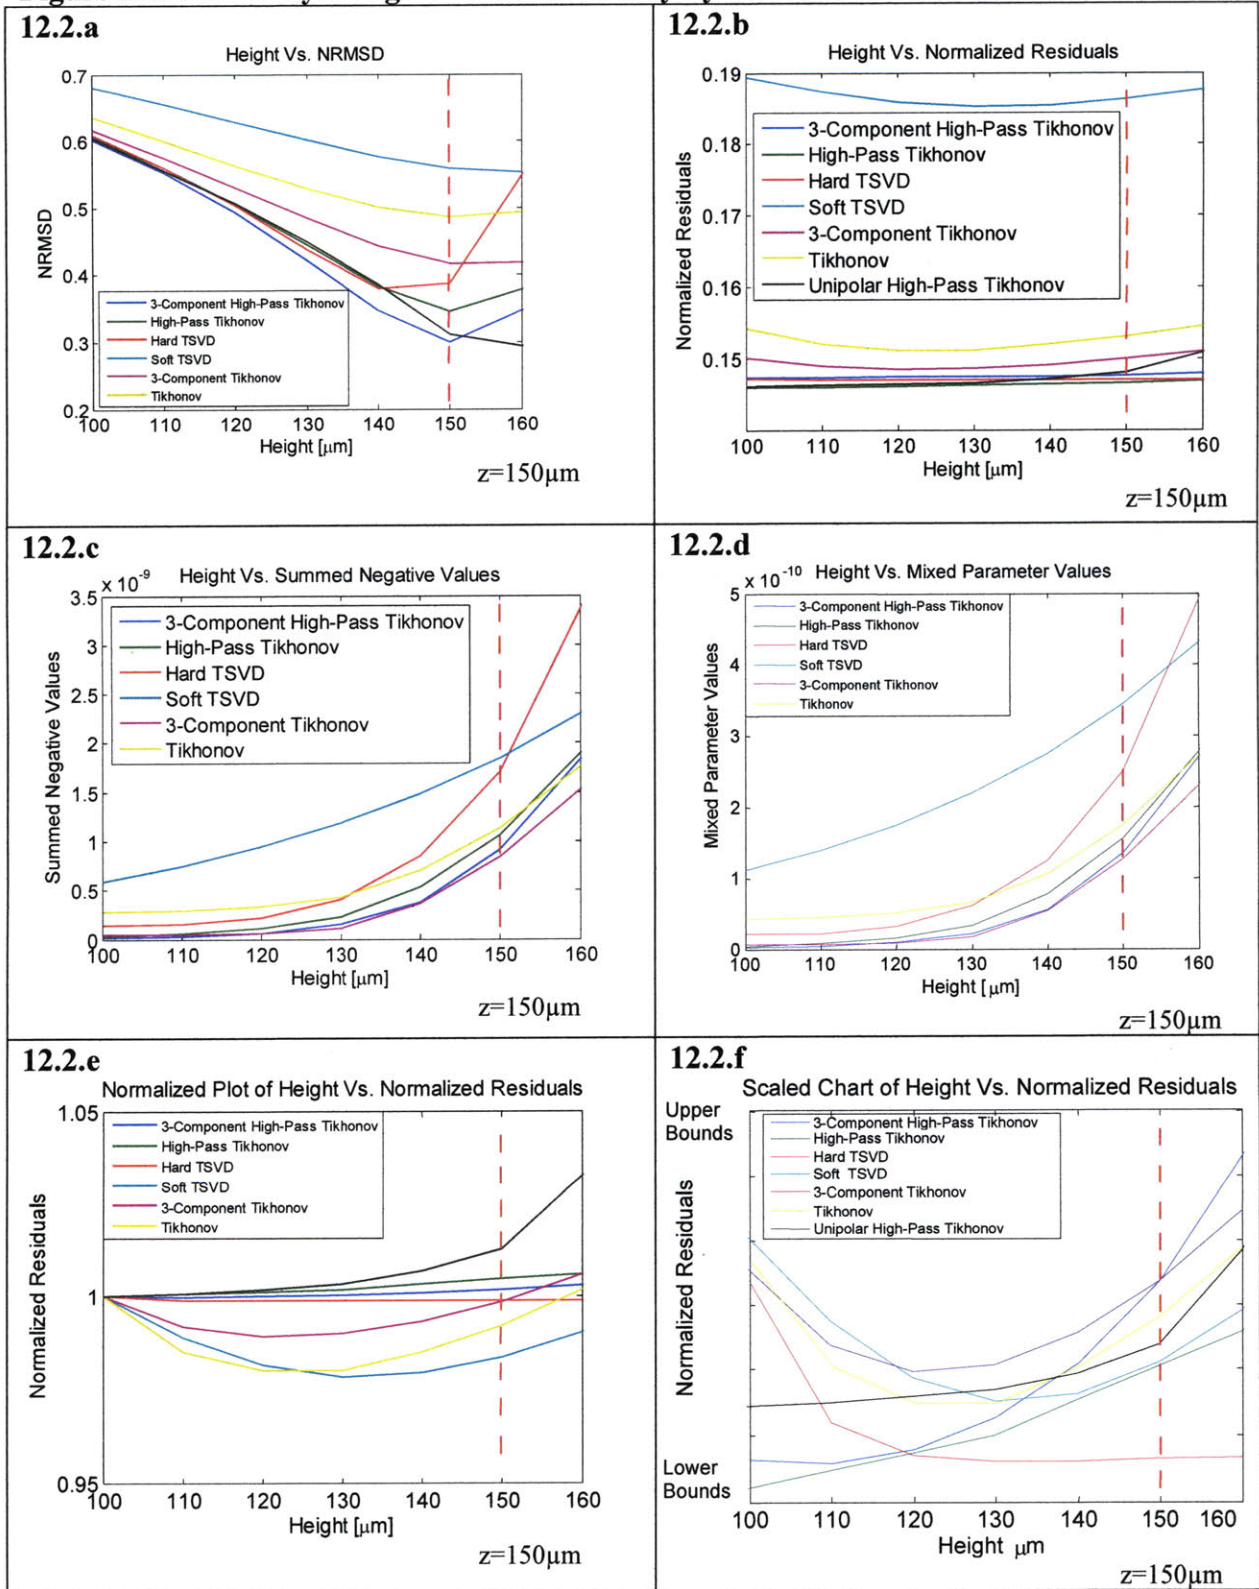 12.2.a
Height Vs. NRMSD
0.7
0.6
0.5
0.4
0.3
0.2
NRMSD
3-Component High-Pass Tikhonov
High-Pass Tikhonov
Hard TSVD
Soft TSVD
3-Component Tikhonov
Tikhonov
100 110 120 130 140 150 160
Height [µm]
z=150µm
12.2.b
Height Vs. Normalized Residuals
0.19
0.18
0.17
0.16
0.15
Normalized Residuals
3-Component High-Pass Tikhonov
High-Pass Tikhonov
Hard TSVD
Soft TSVD
3-Component Tikhonov
Tikhonov
Unipolar High-Pass Tikhonov
100 110 120 130 140 150 160
Height [µm]
z=150µm
12.2.c
x 10⁻⁹ Height Vs. Summed Negative Values
3.5
3
2.5
2
1.5
1
0.5
0
Summed Negative Values
3-Component High-Pass Tikhonov
High-Pass Tikhonov
Hard TSVD
Soft TSVD
3-Component Tikhonov
Tikhonov
100 110 120 130 140 150 160
Height [µm]
z=150µm
12.2.d
x 10⁻¹⁰ Height Vs. Mixed Parameter Values
5
4
3
2
1
0
Mixed Parameter Values
3-Component High-Pass Tikhonov
High-Pass Tikhonov
Hard TSVD
Soft TSVD
3-Component Tikhonov
Tikhonov
100 110 120 130 140 150 160
Height [µm]
z=150µm
12.2.e
Normalized Plot of Height Vs. Normalized Residuals
1.05
1
0.95
Normalized Residuals
3-Component High-Pass Tikhonov
High-Pass Tikhonov
Hard TSVD
Soft TSVD
3-Component Tikhonov
Tikhonov
100 110 120 130 140 150 160
Height [µm]
z=150µm
12.2.f
Scaled Chart of Height Vs. Normalized Residuals
Upper
Bounds
Normalized Residuals
Lower
Bounds
3-Component High-Pass Tikhonov
High-Pass Tikhonov
Hard TSVD
Soft TSVD
3-Component Tikhonov
Tikhonov
Unipolar High-Pass Tikhonov
100 110 120 130 140 150 160
Height µm
z=150µm